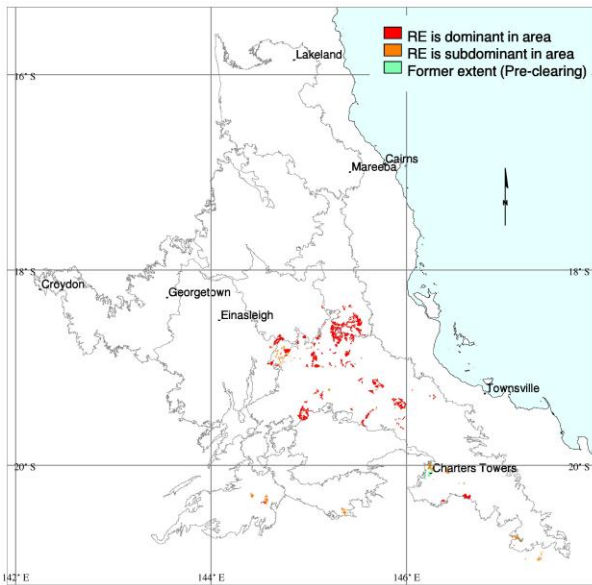 RE is dominant in area
RE is subdominant in area
Former extent (Pre-clearing)
Lakeland
16° S
Cairns
Mareeba
N
18° S
18° S
Croydon
Georgetown
Einasleigh
Townsville
20° S
20° S
Charters Towers
142° E
144° E
146° E